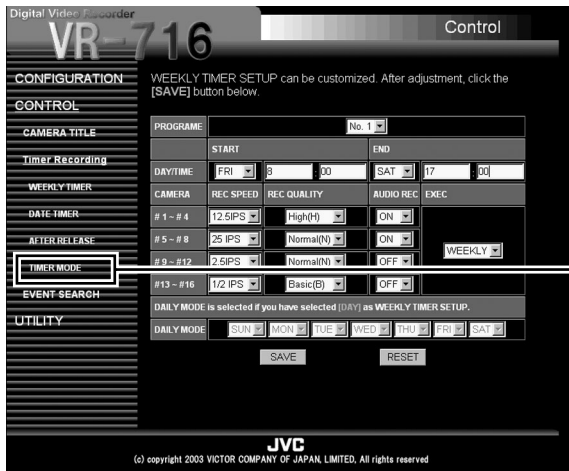 Digital Video Recorder
VR-716
Control
CONFIGURATION
CONTROL
CAMERA TITLE
Timer Recording
WEEKLY TIMER
DATE TIMER
AFTER RELEASE
TIMER MODE
EVENT SEARCH
UTILITY
WEEKLY TIMER SETUP can be customized. After adjustment, click the
[SAVE] button below.
PROGRAME No. 1
START END
DAY/TIME FRI 8 : 00 SAT 17 : 00
CAMERA REC SPEED REC QUALITY AUDIO REC EXEC
# 1 ~ # 4 12.5IPS High(H) ON
# 5 ~ # 8 25 IPS Normal(N) ON
WEEKLY
# 9 ~ #12 2.5IPS Normal(N) OFF
#13 ~ #16 1/2 IPS Basic(B) OFF
DAILY MODE is selected if you have selected [DAY] as WEEKLY TIMER SETUP.
DAILY MODE SUN MON TUE WED THU FRI SAT
SAVE RESET
JVC
(c) copyright 2003 VICTOR COMPANY OF JAPAN, LIMITED, All rights reserved